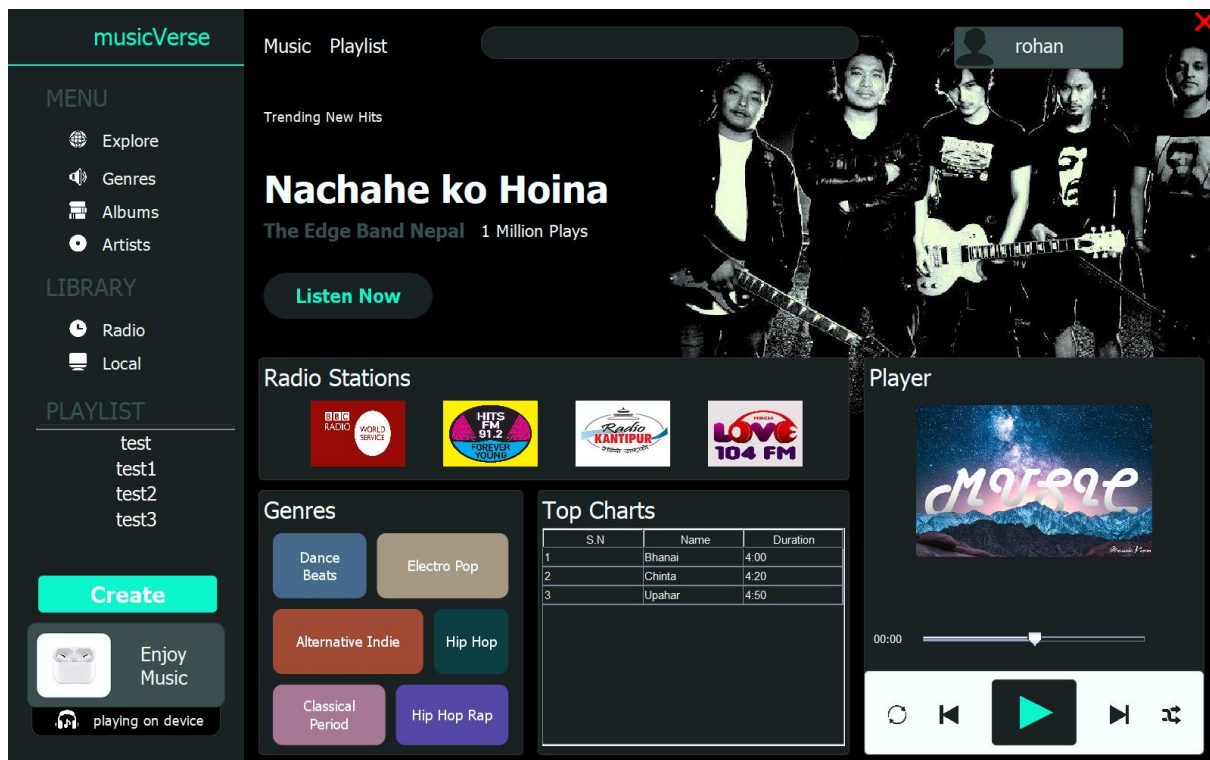 musicVerse
MENU
Explore
Genres
Albums
Artists
LIBRARY
Radio
Local
PLAYLIST
test
test1
test2
test3
Create
Enjoy
Music
playing on device
Music Playlist
rohan
Trending New Hits
Nachahe ko Hoina
The Edge Band Nepal 1 Million Plays
Listen Now
Radio Stations
BBC
RADIO
WORLD
SERVICE
HITS
FM
91.2
FOREVER
YOUNG
Radio
KANTIPUR
MIRCHI
LOVE
104 FM
Genres
Dance
Beats
Electro Pop
Alternative Indie
Hip Hop
Classical
Period
Hip Hop Rap
Top Charts
S.N Name Duration
1 Bhanai 4:00
2 Chinta 4:20
3 Upahar 4:50
Player
MUSIC
00:00